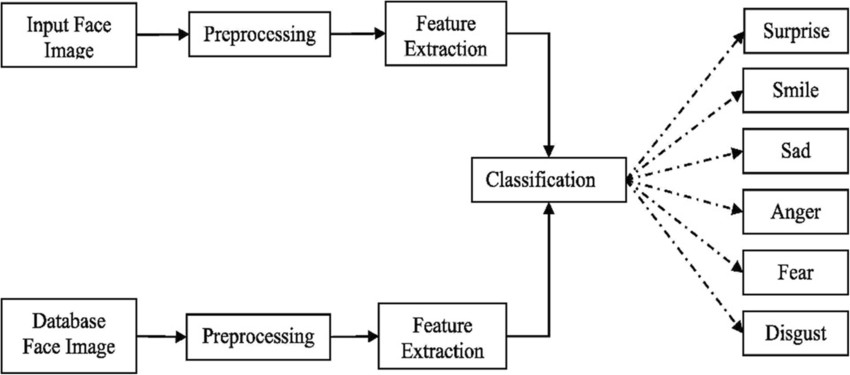 Input Face
Image
Preprocessing
Feature
Extraction
Classification
Surprise
Smile
Sad
Anger
Fear
Disgust
Database
Face Image
Preprocessing
Feature
Extraction